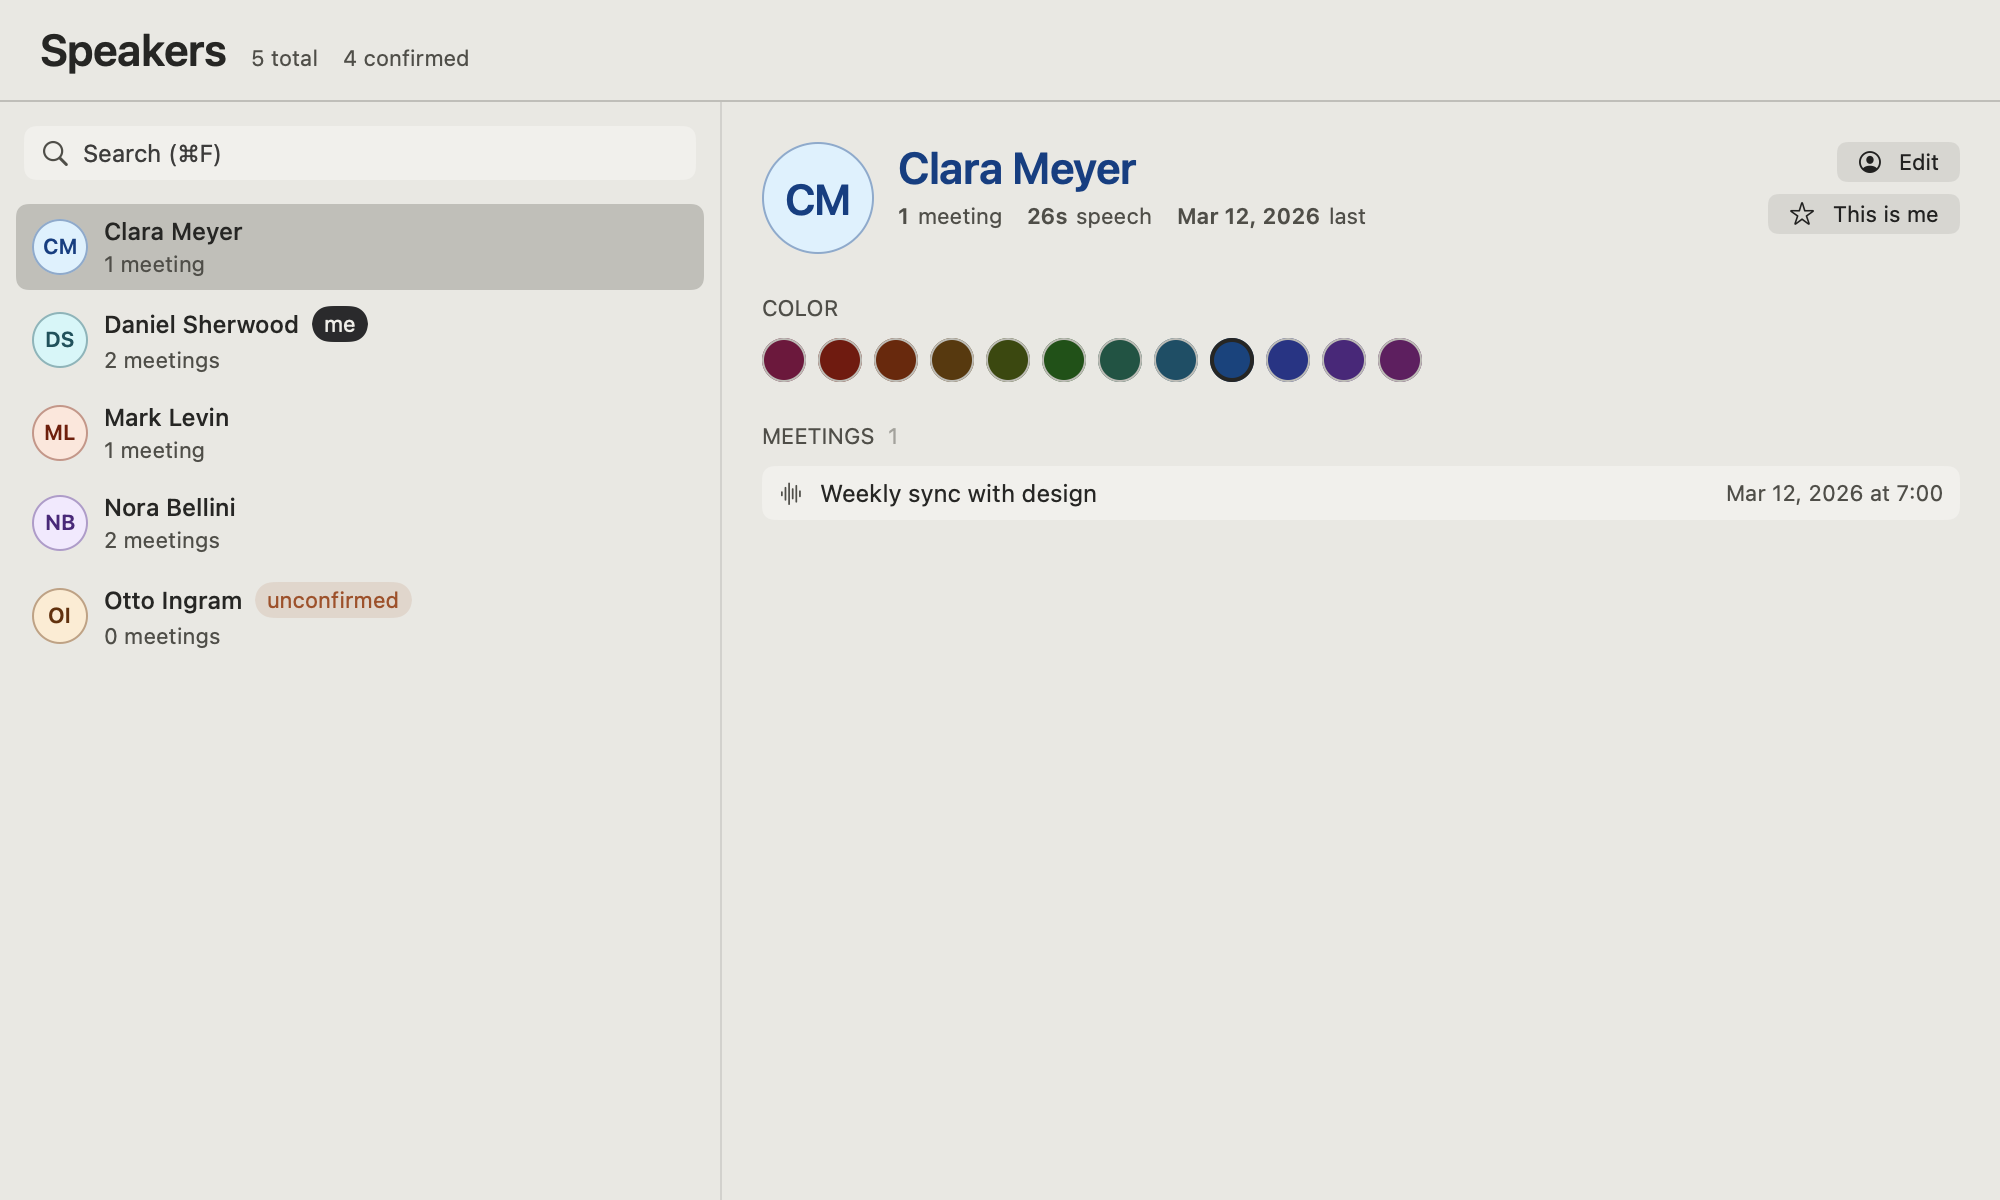 Speakers 5 total 4 confirmed
Search (⌘F)
CM Clara Meyer
1 meeting
DS Daniel Sherwood me
2 meetings
ML Mark Levin
1 meeting
NB Nora Bellini
2 meetings
OI Otto Ingram unconfirmed
0 meetings
CM Clara Meyer
1 meeting 26s speech Mar 12, 2026 last
Edit
This is me
COLOR
MEETINGS 1
Weekly sync with design Mar 12, 2026 at 7:00